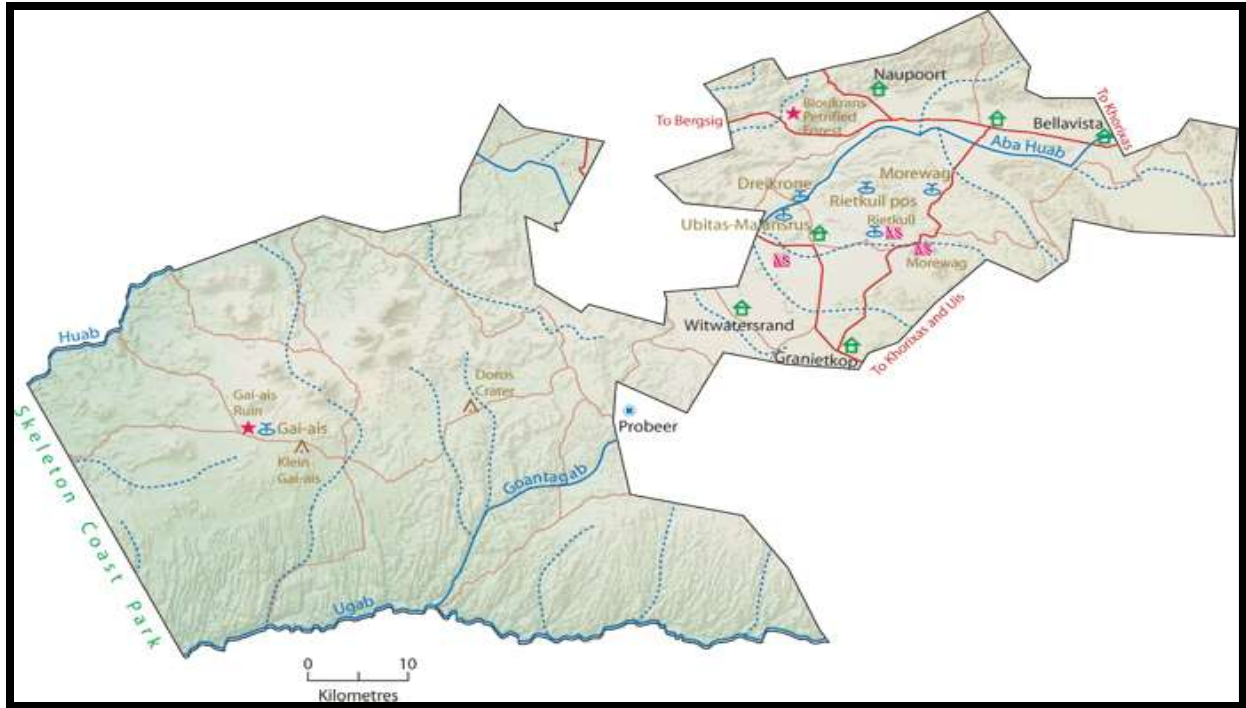 Naupoort
Bloukrans
Petrified
Forest
To Bergsig
To Khorixas
Bellavista
Aba Huab
Dreikrone
Morewag
Rietkuil pos
Rietkuil
Ubitas-Malansrus
Morewag
Witwatersrand
To Khorixas and Uis
Granietkop
Huab
Doros
Crater
Gai-ais
Ruin
Gai-ais
Probeer
Klein
Gai-ais
Goantagab
Skeleton Coast Park
Ugab
0 10
Kilometres